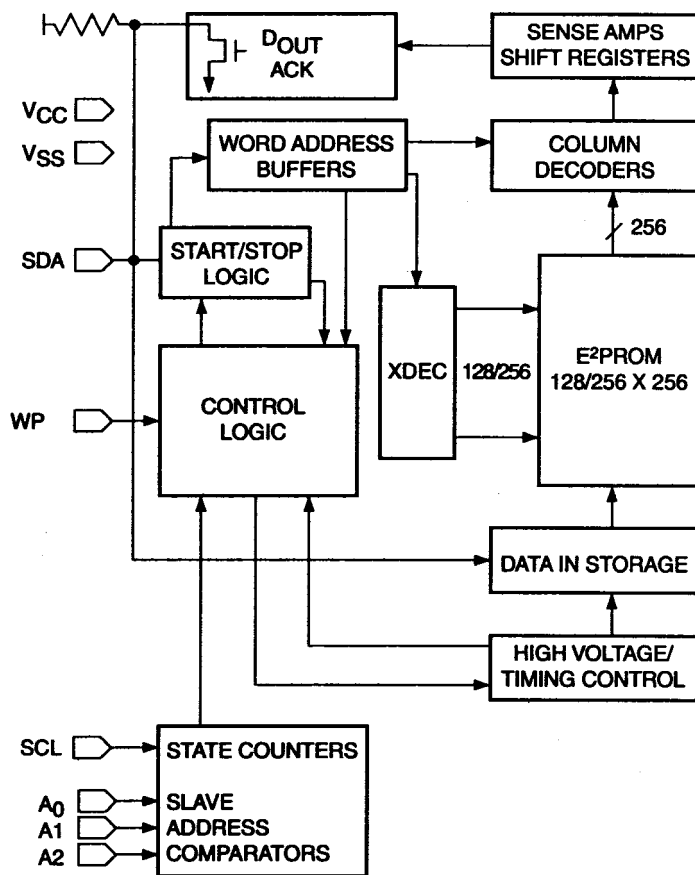 DOUT
ACK
SENSE AMPS
SHIFT REGISTERS
VCC
VSS
WORD ADDRESS
BUFFERS
COLUMN
DECODERS
256
SDA
START/STOP
LOGIC
XDEC
128/256
E²PROM
128/256 X 256
WP
CONTROL
LOGIC
DATA IN STORAGE
HIGH VOLTAGE/
TIMING CONTROL
SCL
STATE COUNTERS
A0
SLAVE
A1
ADDRESS
A2
COMPARATORS